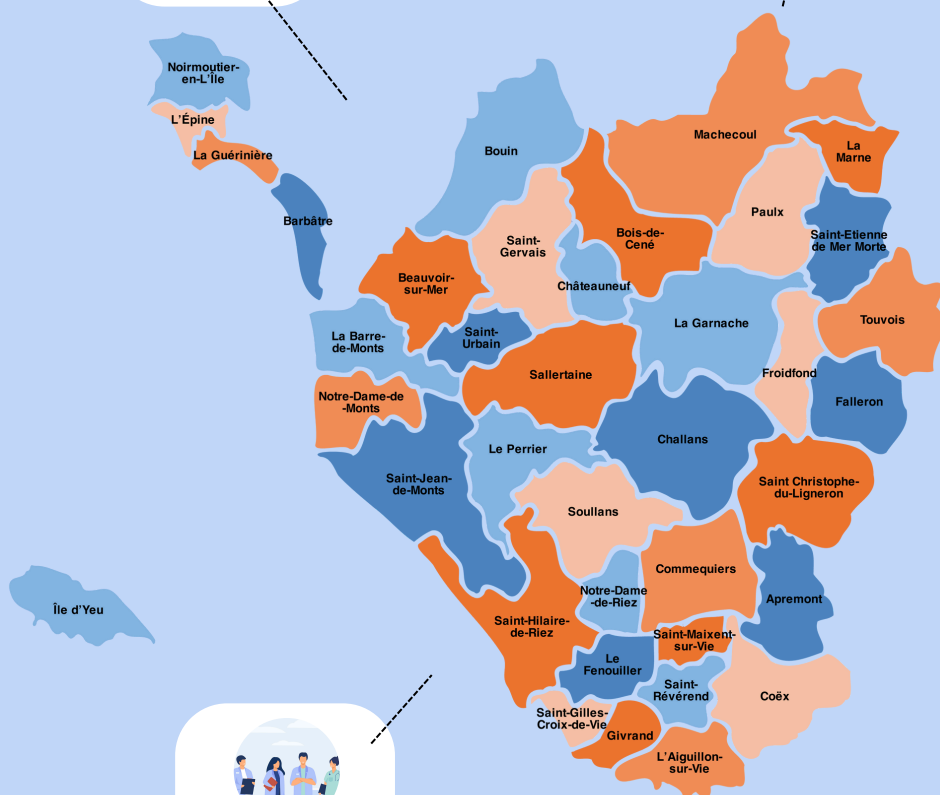 Noirmoutier-
en-L'Île
L'Épine
La Guérinière
Barbâtre
Bouin
Machecoul
La
Marne
Paulx
Saint-Etienne
de Mer Morte
Bois-de-
Cené
Saint-
Gervais
Châteauneuf
Beauvoir-
sur-Mer
La Garnache
Touvois
La Barre-
de-Monts
Saint-
Urbain
Sallertaine
Froidfond
Falleron
Notre-Dame-de
-Monts
Challans
Le Perrier
Saint-Jean-
de-Monts
Saint Christophe-
du-Ligneron
Soullans
Commequiers
Notre-Dame
-de-Riez
Apremont
Île d'Yeu
Saint-Hilaire-
de-Riez
Saint-Maixent-
sur-Vie
Le
Fenouiller
Saint-
Révérend
Coëx
Saint-Gilles-
Croix-de-Vie
Givrand
L'Aiguillon-
sur-Vie